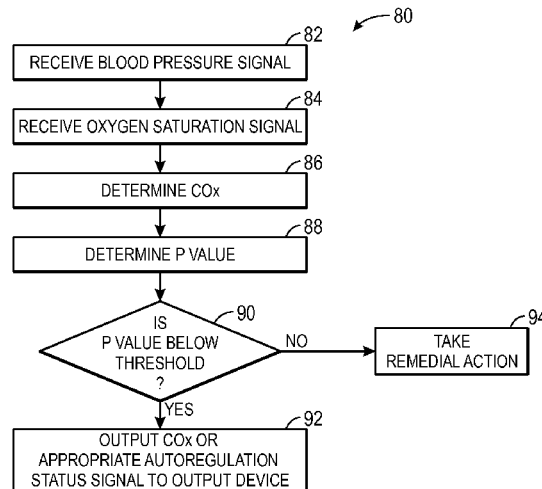 80
82
RECEIVE BLOOD PRESSURE SIGNAL
84
RECEIVE OXYGEN SATURATION SIGNAL
86
DETERMINE COx
88
DETERMINE P VALUE
90
IS
P VALUE BELOW
THRESHOLD
?
NO
94
TAKE
REMEDIAL ACTION
YES
92
OUTPUT COx OR
APPROPRIATE AUTOREGULATION
STATUS SIGNAL TO OUTPUT DEVICE